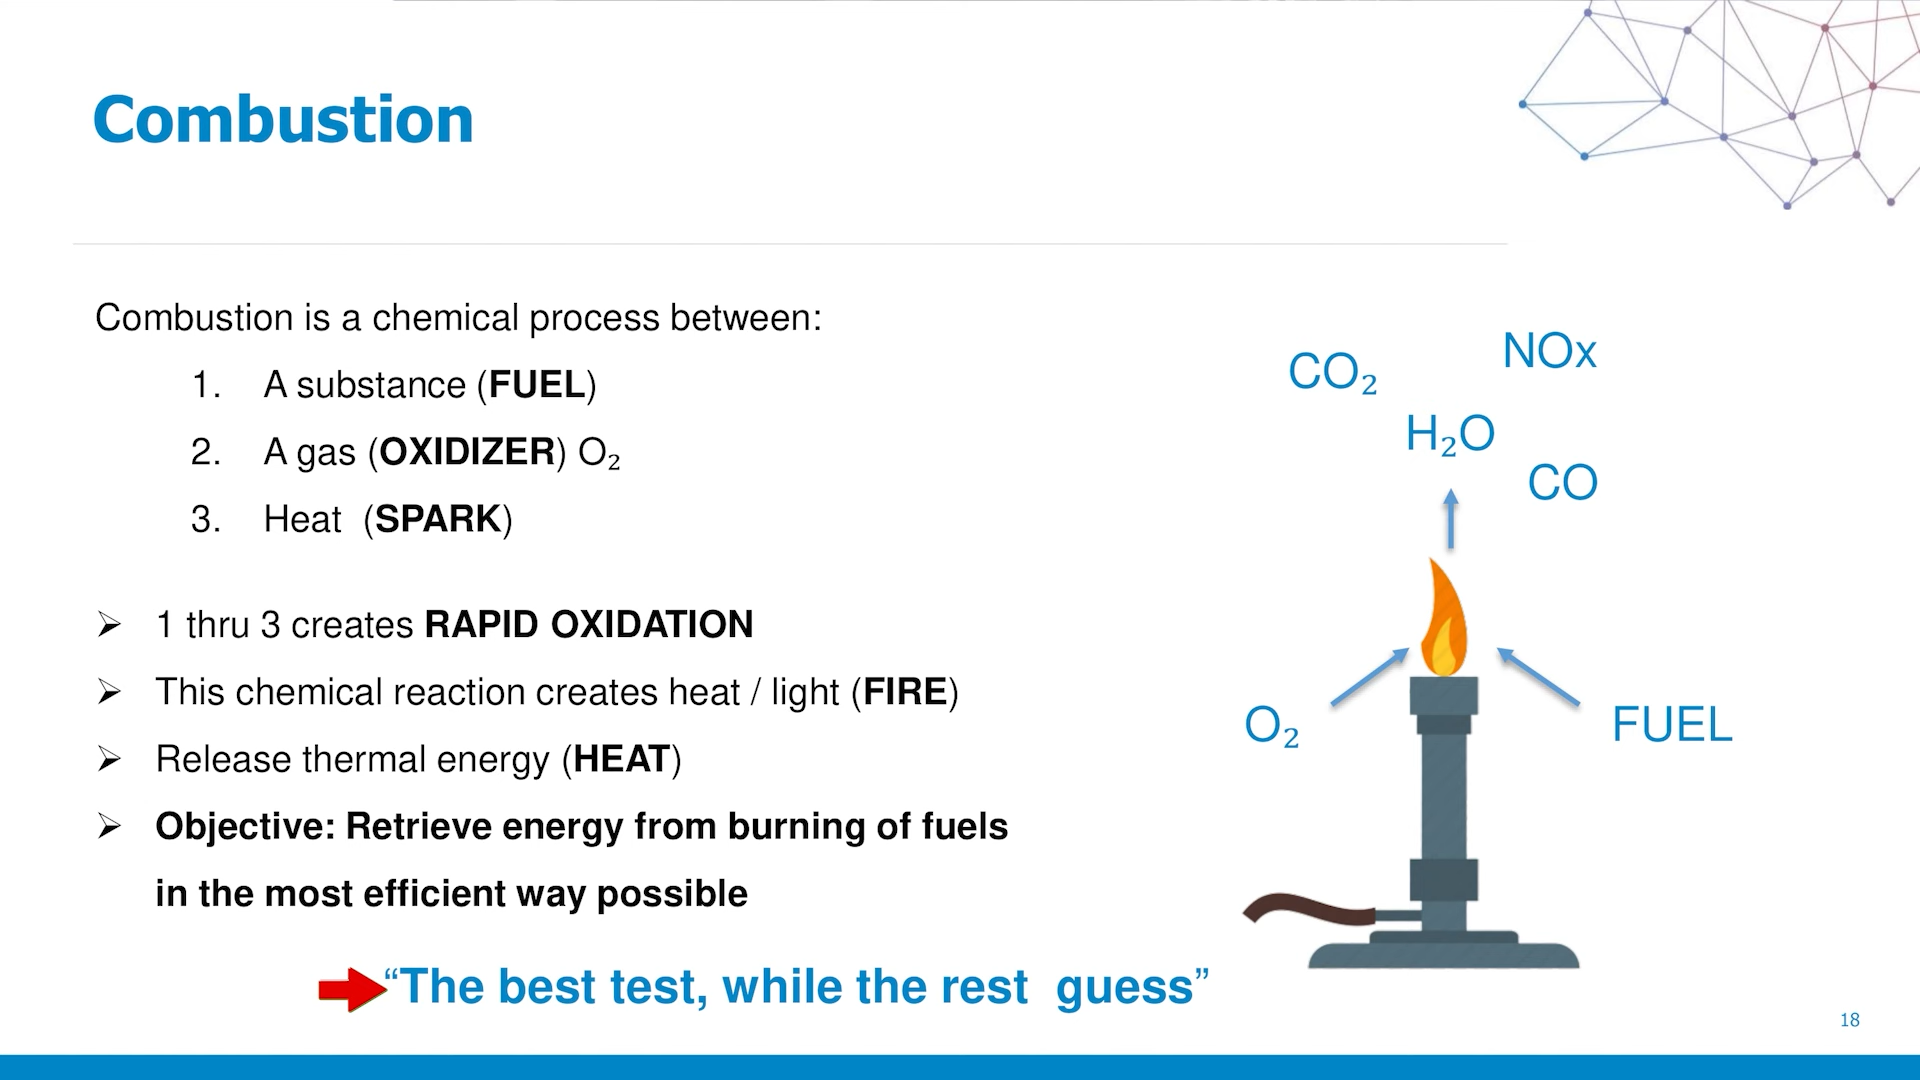 Combustion
Combustion is a chemical process between:
1. A substance (FUEL)
2. A gas (OXIDIZER) O₂
3. Heat (SPARK)
➢ 1 thru 3 creates RAPID OXIDATION
➢ This chemical reaction creates heat / light (FIRE)
➢ Release thermal energy (HEAT)
➢ Objective: Retrieve energy from burning of fuels
in the most efficient way possible
“The best test, while the rest guess”
NOx
CO₂
H₂O
CO
O₂
FUEL
18